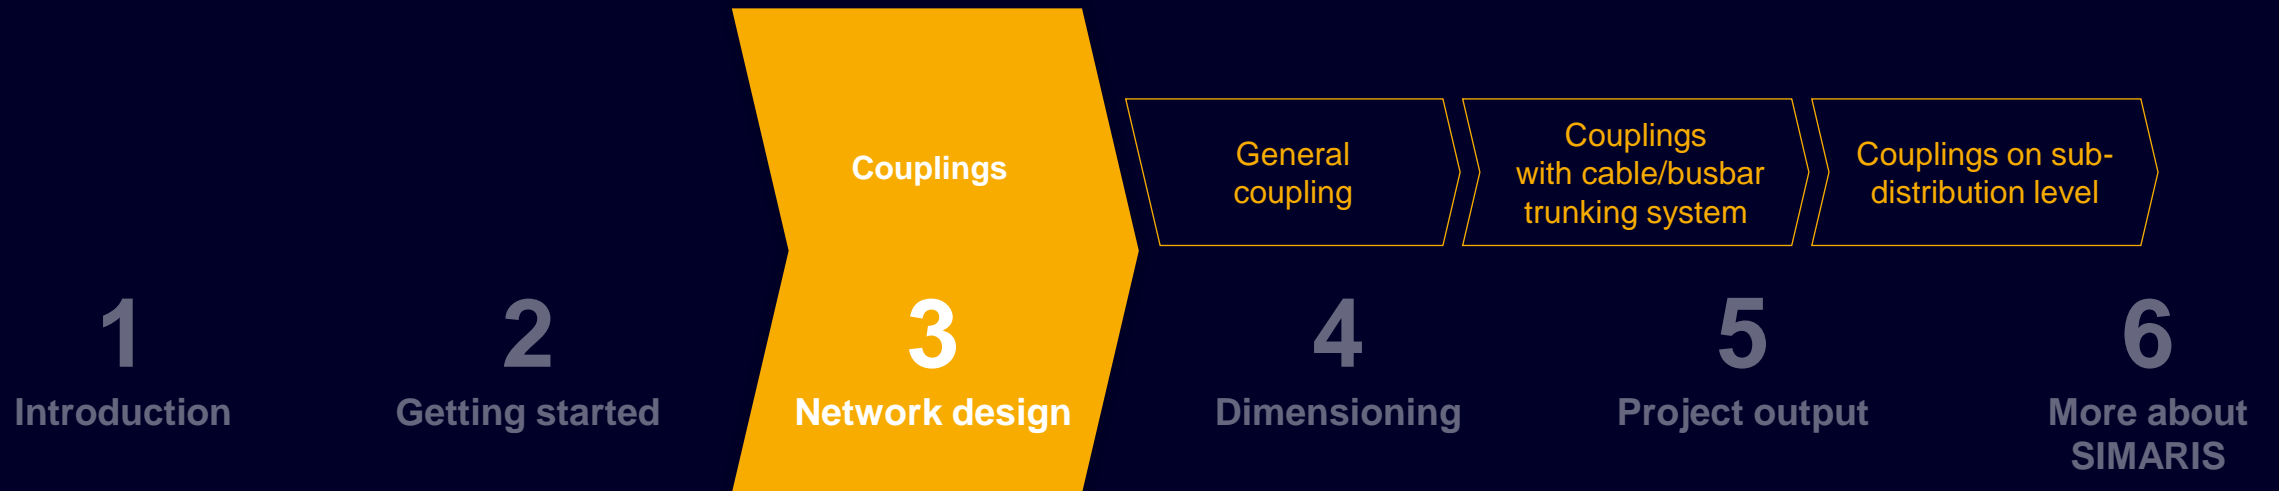 Couplings
General
coupling
Couplings
with cable/busbar
trunking system
Couplings on sub-
distribution level
1
Introduction
2
Getting started
3
Network design
4
Dimensioning
5
Project output
6
More about
SIMARIS